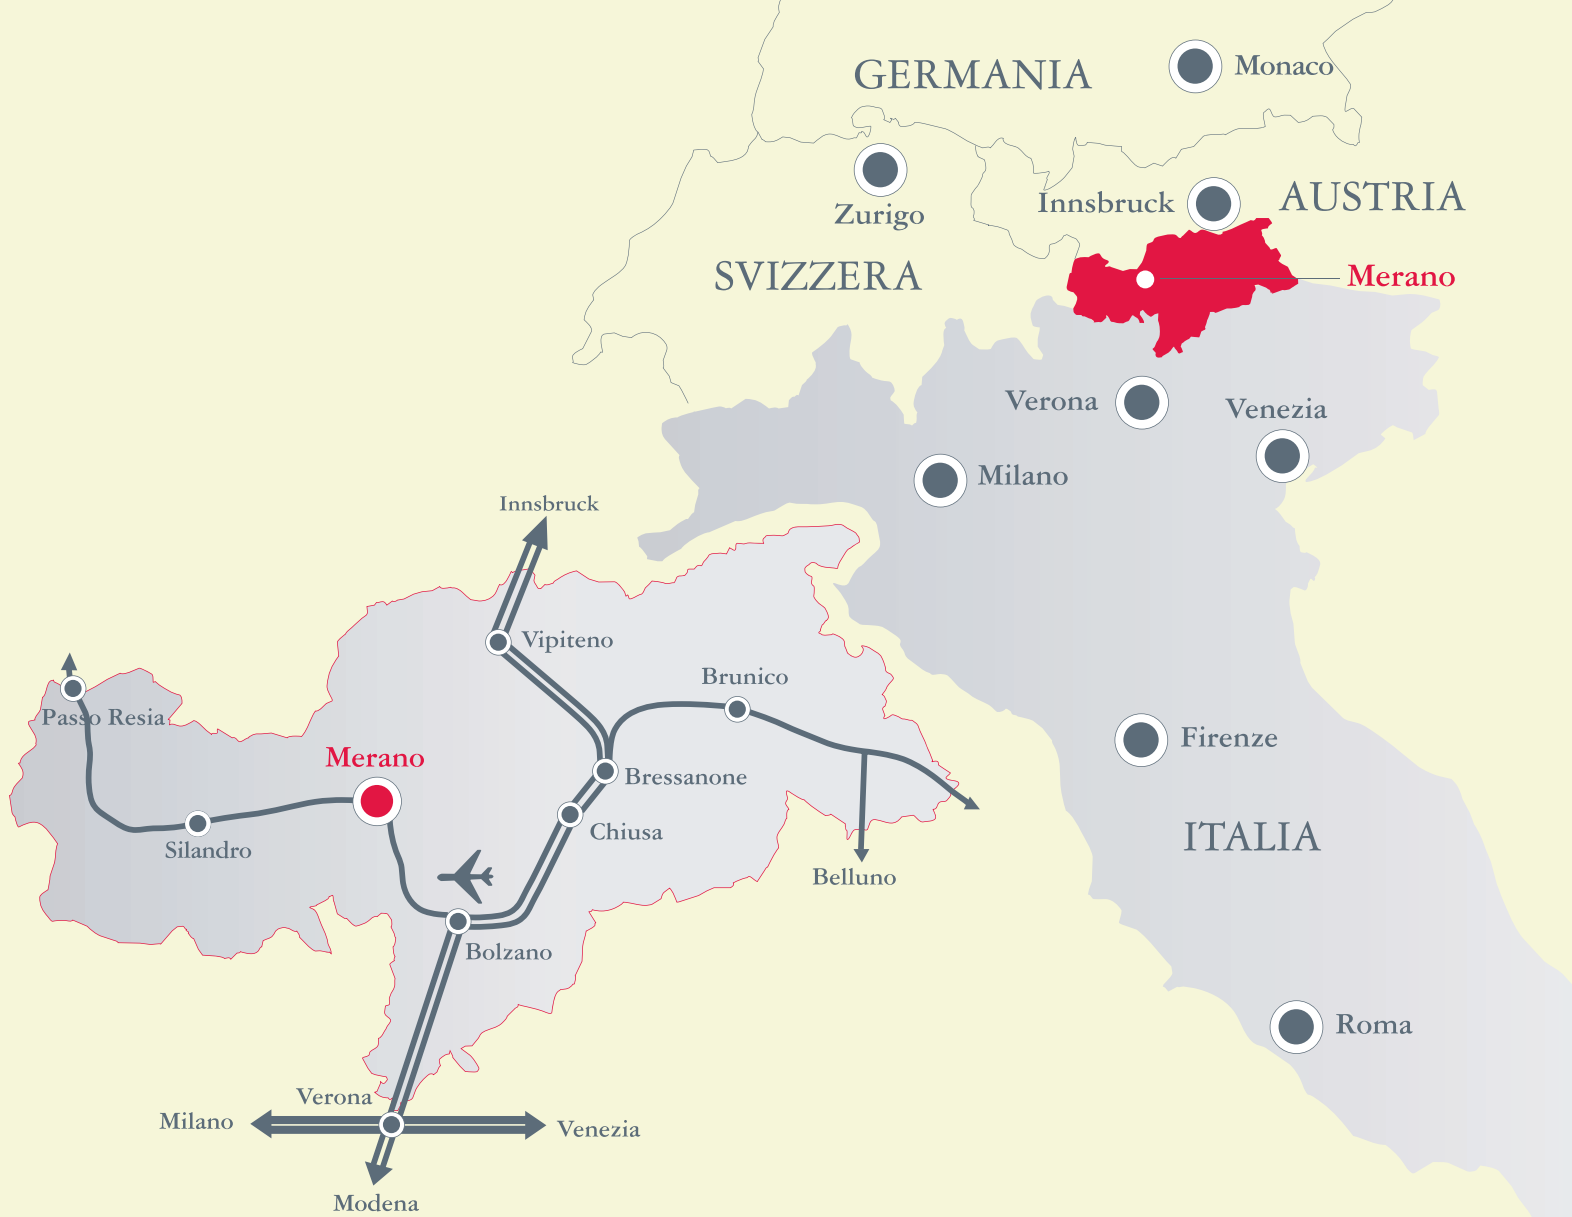 GERMANIA
Monaco
Zurigo
Innsbruck
AUSTRIA
SVIZZERA
Merano
Verona
Venezia
Milano
Innsbruck
Vipiteno
Brunico
Passo Resia
Merano
Bressanone
Chiusa
Silandro
Belluno
Bolzano
Firenze
ITALIA
Roma
Verona
Milano
Venezia
Modena